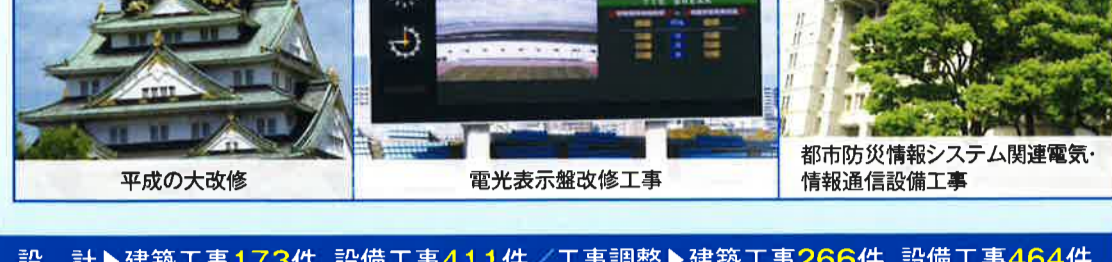 平成の大改修
電光表示盤改修工事
都市防災情報システム関連電気・
情報通信設備工事
設　計▶建築工事173件 設備工事411件／工事調整▶建築工事266件 設備工事464件